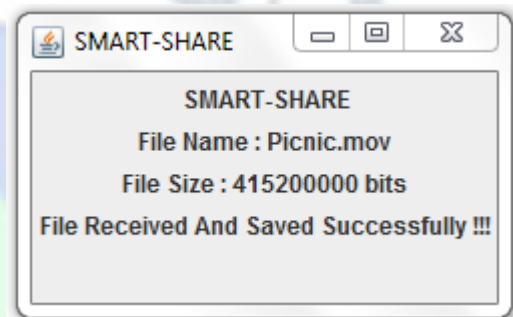 SMART-SHARE
SMART-SHARE
File Name : Picnic.mov
File Size : 415200000 bits
File Received And Saved Successfully !!!